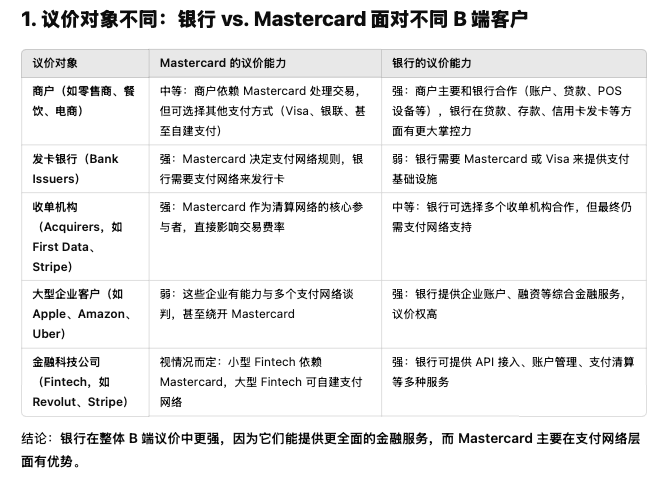 1. 议价对象不同：银行 vs. Mastercard 面对不同 B 端客户
议价对象
Mastercard 的议价能力
银行的议价能力
商户（如零售商、餐
饮、电商）
中等：商户依赖 Mastercard 处理交易，
但可选择其他支付方式（Visa、银联、甚
至自建支付）
强：商户主要和银行合作（账户、贷款、POS
设备等），银行在贷款、存款、信用卡发卡等方
面有更大掌控力
发卡银行（Bank
Issuers）
强：Mastercard 决定支付网络规则，银
行需要支付网络来发行卡
弱：银行需要 Mastercard 或 Visa 来提供支付
基础设施
收单机构
（Acquirers，如
First Data、
Stripe）
强：Mastercard 作为清算网络的核心参
与者，直接影响交易费率
中等：银行可选择多个收单机构合作，但最终仍
需支付网络支持
大型企业客户（如
Apple、Amazon、
Uber）
弱：这些企业有能力与多个支付网络谈
判，甚至绕开 Mastercard
强：银行提供企业账户、融资等综合金融服务，
议价权高
金融科技公司
（Fintech，如
Revolut、Stripe）
视情况而定：小型 Fintech 依赖
Mastercard，大型 Fintech 可自建支付
网络
强：银行可提供 API 接入、账户管理、支付清算
等多种服务
结论：银行在整体 B 端议价中更强，因为它们能提供更全面的金融服务，而 Mastercard 主要在支付网络层
面有优势。